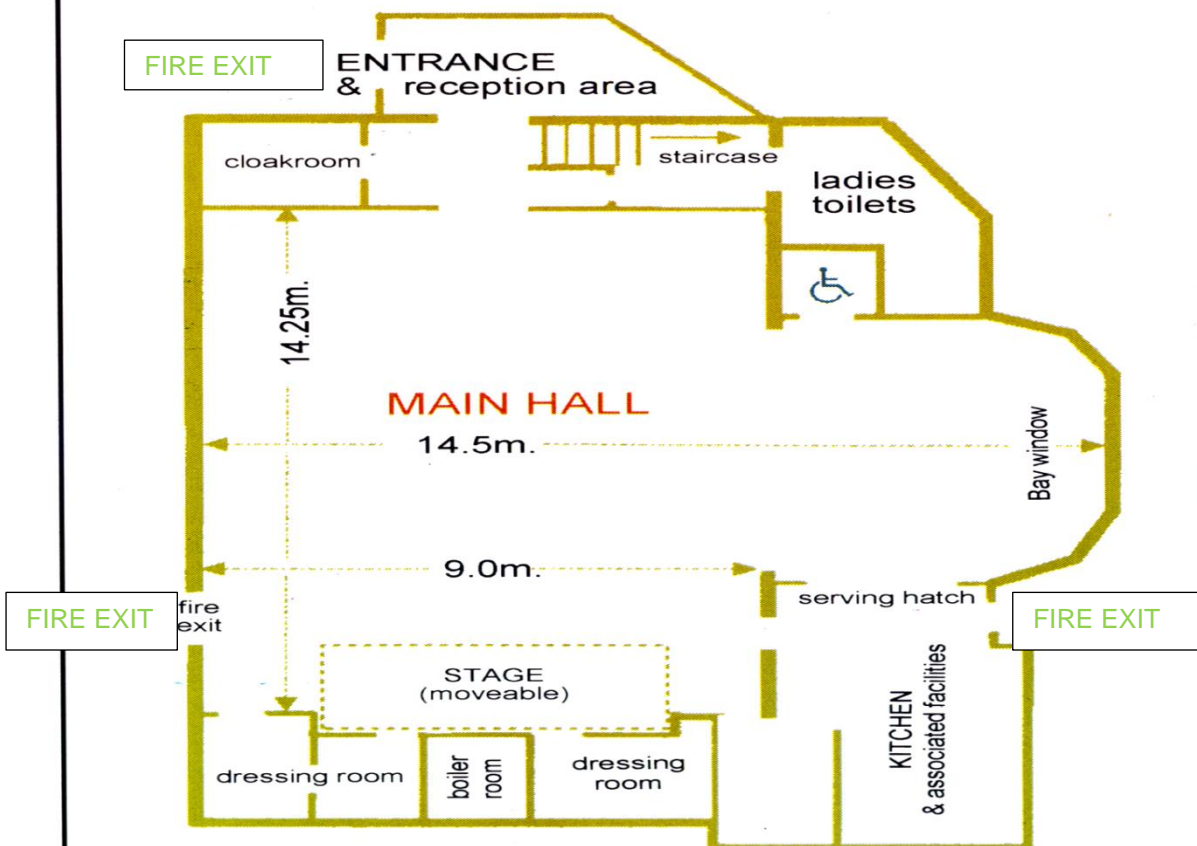 FIRE EXIT
ENTRANCE
& reception area
cloakroom
staircase
ladies
toilets
14.25m.
MAIN HALL
14.5m.
Bay window
9.0m.
serving hatch
FIRE EXIT
fire
exit
FIRE EXIT
STAGE
(moveable)
KITCHEN
& associated facilities
dressing room
boiler
room
dressing
room